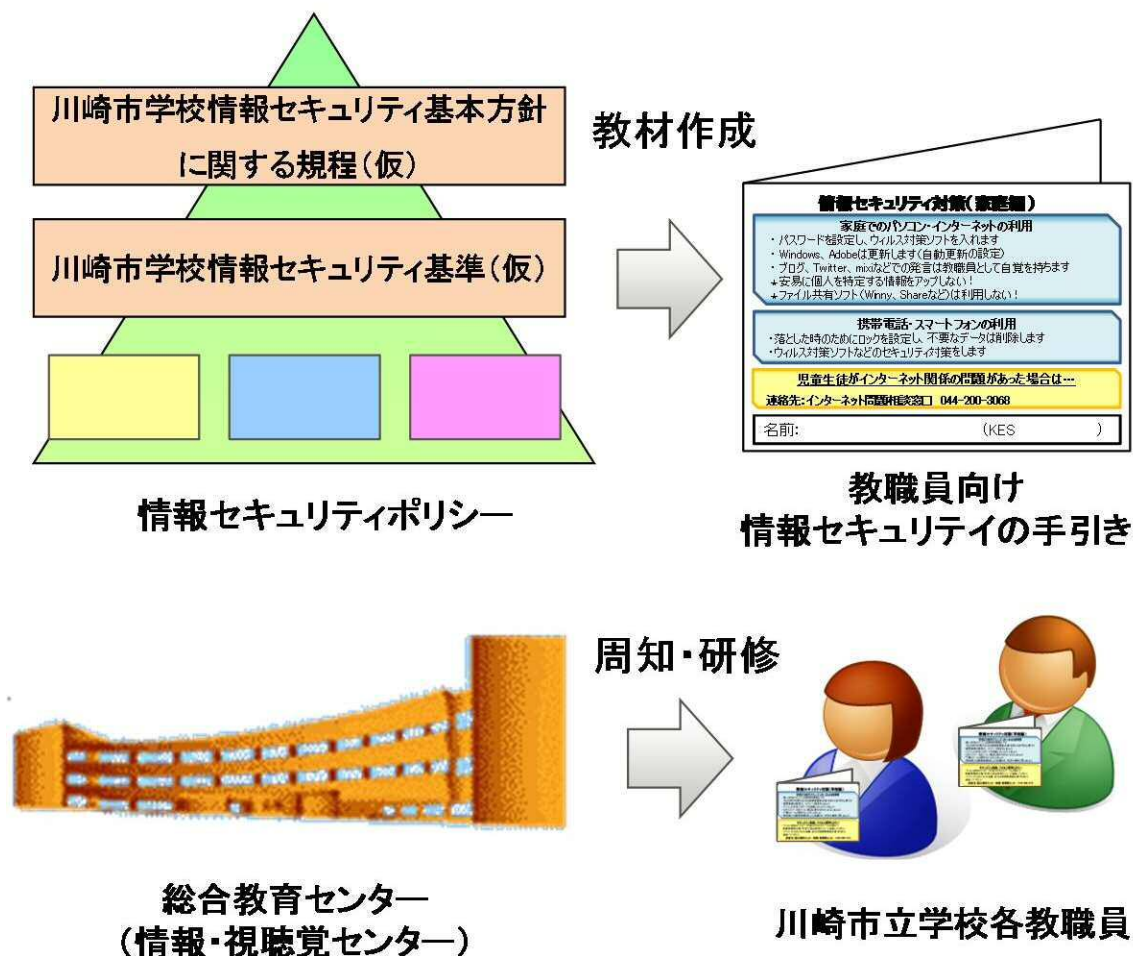 川崎市学校情報セキュリティ基本方針
に関する規程(仮)
川崎市学校情報セキュリティ基準(仮)
情報セキュリティポリシー
教材作成
情報セキュリティ対策(家庭編)
家庭でのパソコン・インターネットの利用
・パスワードを設定し、ウィルス対策ソフトを入れます
・Windows、Adobeは更新します(自動更新の設定)
・ブログ、Twitter、mixiなどでの発言は教職員として自覚を持ちます
★安易に個人を特定する情報をアップしない!
★ファイル共有ソフト(Winny、Shareなど)は利用しない!
携帯電話・スマートフォンの利用
・落とした時のためにロックを設定し、不要なデータは削除します
・ウィルス対策ソフトなどのセキュリティ対策をします
児童生徒がインターネット関係の問題があった場合は…
連絡先:インターネット問題相談窓口 044-200-3068
名前: (KES )
教職員向け
情報セキュリテイの手引き
周知・研修
総合教育センター
(情報・視聴覚センター)
川崎市立学校各教職員